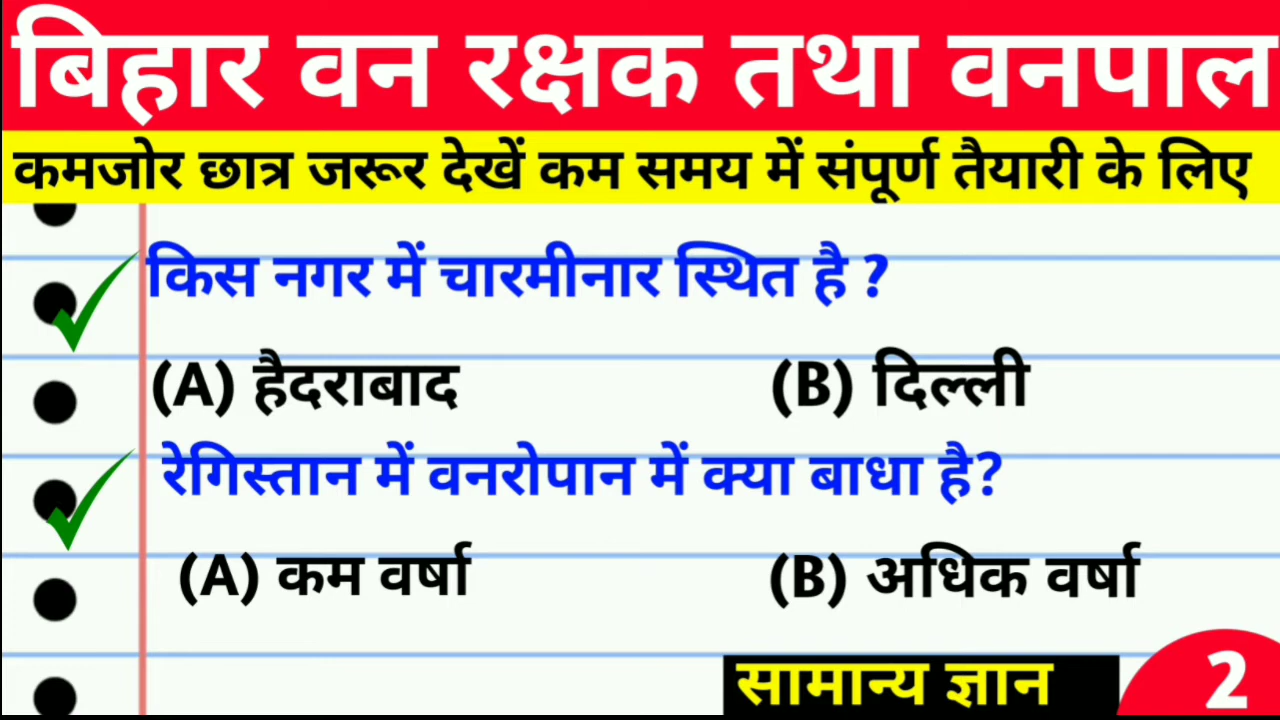 बिहार वन रक्षक तथा वनपाल
कमजोर छात्र जरूर देखें कम समय में संपूर्ण तैयारी के लिए
किस नगर में चारमीनार स्थित है ?
(A) हैदराबाद (B) दिल्ली
रेगिस्तान में वनरोपान में क्या बाधा है?
(A) कम वर्षा (B) अधिक वर्षा
सामान्य ज्ञान 2